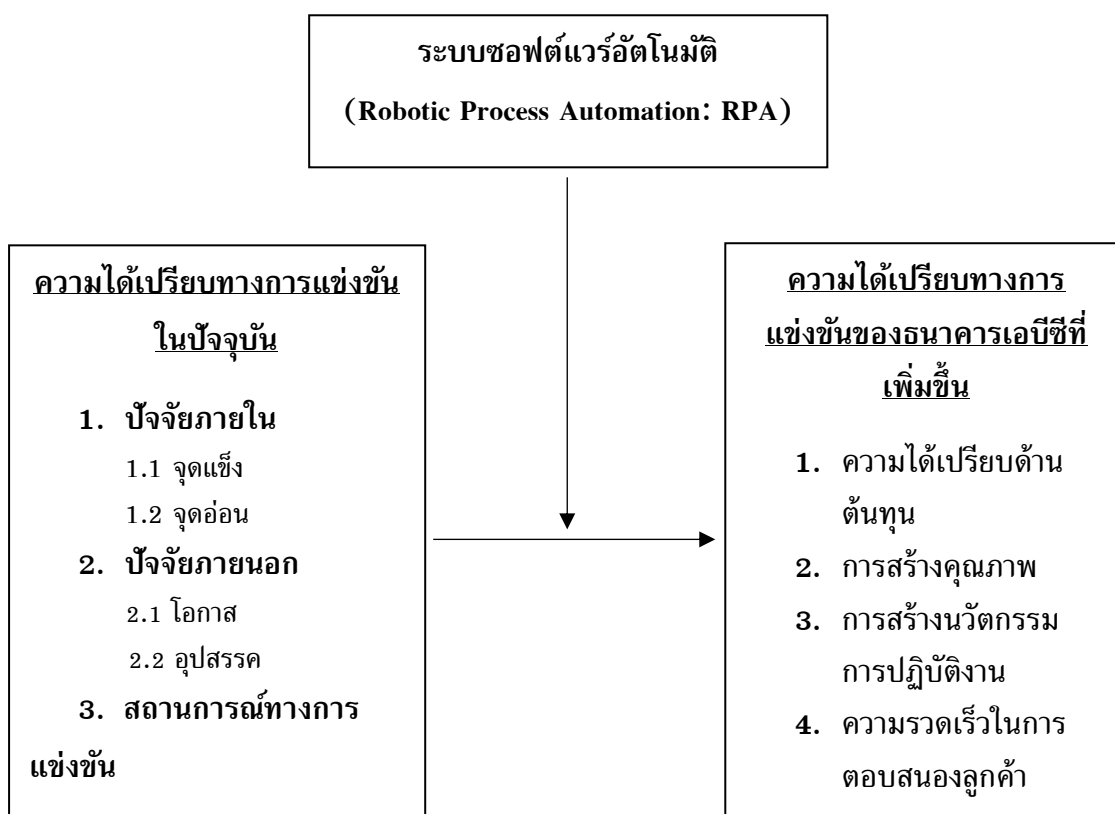 ระบบซอฟต์แวร์อัตโนมัติ
(Robotic Process Automation: RPA)
ความได้เปรียบทางการแข่งขัน
ในปัจจุบัน
1. ปัจจัยภายใน
1.1 จุดแข็ง
1.2 จุดอ่อน
2. ปัจจัยภายนอก
2.1 โอกาส
2.2 อุปสรรค
3. สถานการณ์ทางการ
แข่งขัน
ความได้เปรียบทางการ
แข่งขันของธนาคารเอบีซีที่
เพิ่มขึ้น
1. ความได้เปรียบด้าน
ต้นทุน
2. การสร้างคุณภาพ
3. การสร้างนวัตกรรม
การปฏิบัติงาน
4. ความรวดเร็วในการ
ตอบสนองลูกค้า